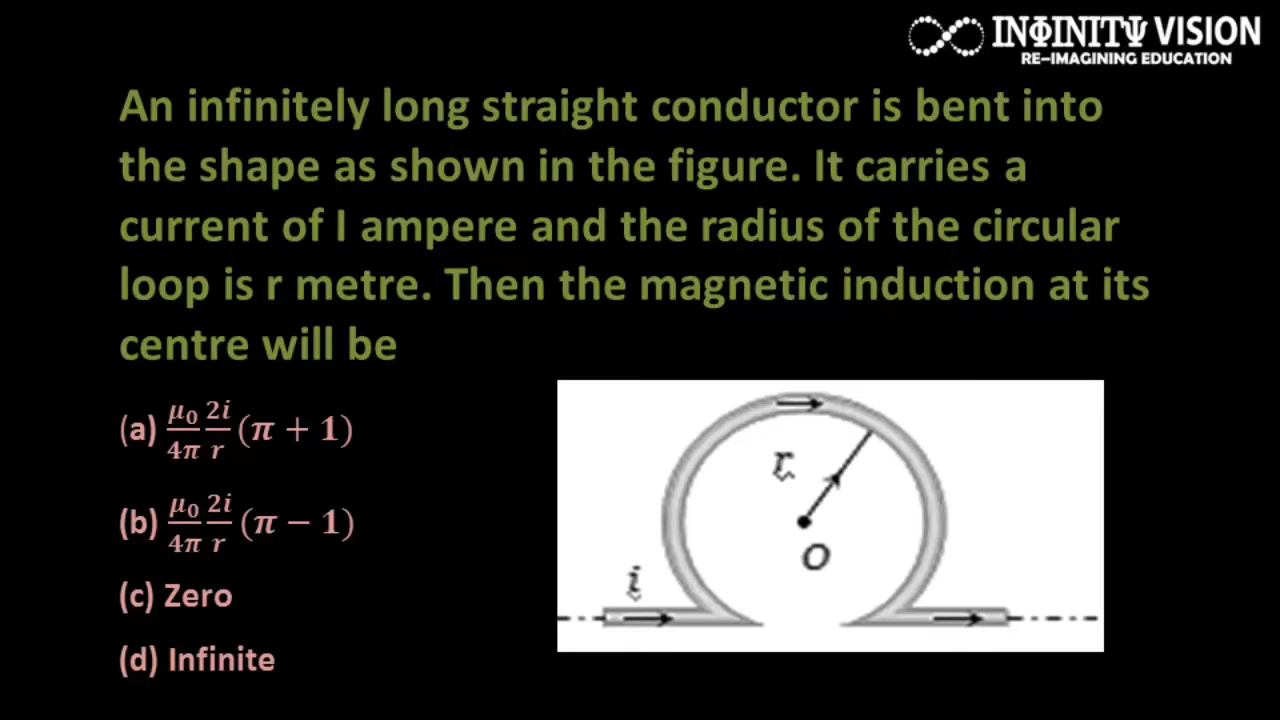 INΦINITΨ VISION
RE-IMAGINING EDUCATION
An infinitely long straight conductor is bent into
the shape as shown in the figure. It carries a
current of I ampere and the radius of the circular
loop is r metre. Then the magnetic induction at its
centre will be
(a) μ₀/4π 2i/r (π + 1)
(b) μ₀/4π 2i/r (π − 1)
(c) Zero
(d) Infinite
r
O
i